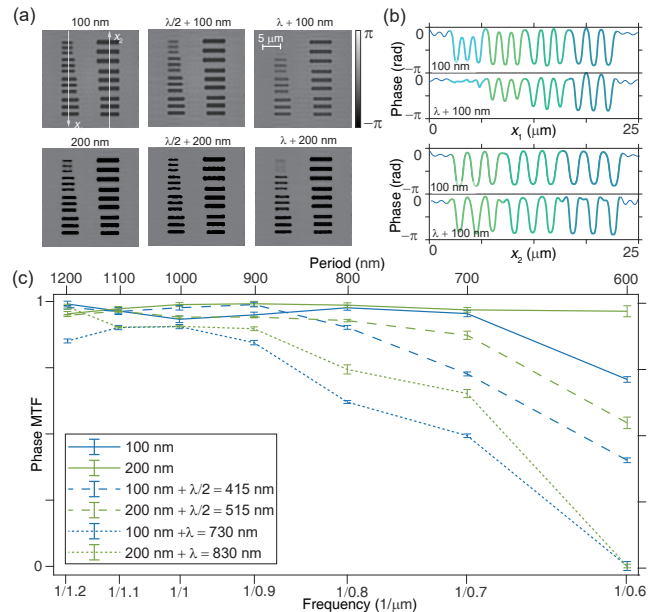 (a)
100 nm
λ/2 + 100 nm
λ + 100 nm
π
−π
x₂
x
5 μm
200 nm
λ/2 + 200 nm
λ + 200 nm
(b)
Phase (rad)
0
−π
100 nm
0
−π
λ + 100 nm
0
x₁ (μm)
25
Phase (rad)
0
−π
100 nm
0
−π
λ + 100 nm
0
x₂ (μm)
25
(c)
Period (nm)
1200 1100 1000 900 800 700 600
1
Phase MTF
0
100 nm
200 nm
100 nm + λ/2 = 415 nm
200 nm + λ/2 = 515 nm
100 nm +λ = 730 nm
200 nm + λ = 830 nm
1/1.2 1/1.1 1/1 1/0.9 1/0.8 1/0.7 1/0.6
Frequency (1/μm)